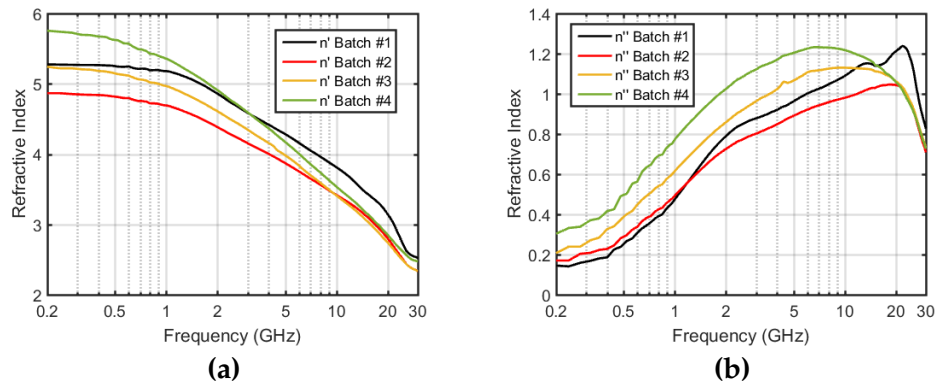 6
5
4
3
2
Refractive Index
n' Batch #1
n' Batch #2
n' Batch #3
n' Batch #4
0.2 0.5 1 2 5 10 30
Frequency (GHz)
(a)
1.4
1.2
1
0.8
0.6
0.4
0.2
0
Refractive Index
n'' Batch #1
n'' Batch #2
n'' Batch #3
n'' Batch #4
0.2 0.5 1 2 5 10 20 30
Frequency (GHz)
(b)